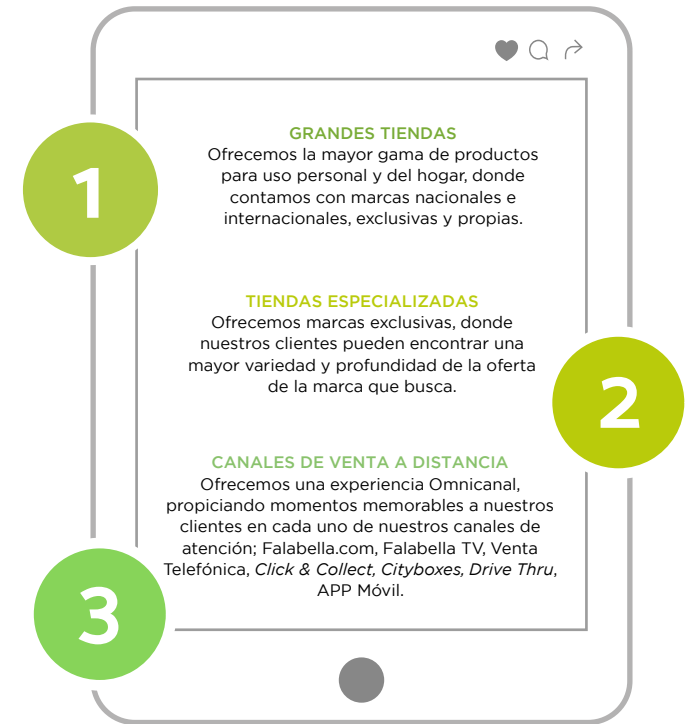 1
GRANDES TIENDAS
Ofrecemos la mayor gama de productos
para uso personal y del hogar, donde
contamos con marcas nacionales e
internacionales, exclusivas y propias.
TIENDAS ESPECIALIZADAS
Ofrecemos marcas exclusivas, donde
nuestros clientes pueden encontrar una
mayor variedad y profundidad de la oferta
de la marca que busca.
2
CANALES DE VENTA A DISTANCIA
Ofrecemos una experiencia Omnicanal,
propiciando momentos memorables a nuestros
clientes en cada uno de nuestros canales de
atención; Falabella.com, Falabella TV, Venta
Telefónica, Click & Collect, Cityboxes, Drive Thru,
APP Móvil.
3